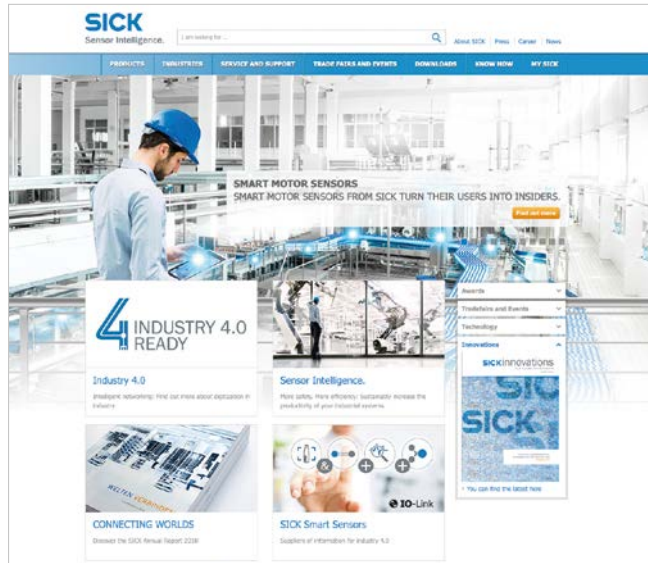 SICK
Sensor Intelligence.
I am looking for ...
About SICK Press Career News
PRODUCTS INDUSTRIES SERVICE AND SUPPORT TRADE FAIRS AND EVENTS DOWNLOADS KNOW HOW MY SICK
SMART MOTOR SENSORS
SMART MOTOR SENSORS FROM SICK TURN THEIR USERS INTO INSIDERS.
Find out more
4 INDUSTRY 4.0
READY
Industry 4.0
Intelligent networking: Find out more about digitization in
industry
Sensor Intelligence.
More safety. More efficiency: Sustainably increase the
productivity of your industrial systems.
Awards
Tradefairs and Events
Technology
Innovations
SICKinnovations
SICK
SICK
› You can find the latest here
WELTEN VERBINDEN
CONNECTING WORLDS
Discover the SICK Annual Report
& + +
IO-Link
SICK Smart Sensors
Suppliers of information for industry 4.0